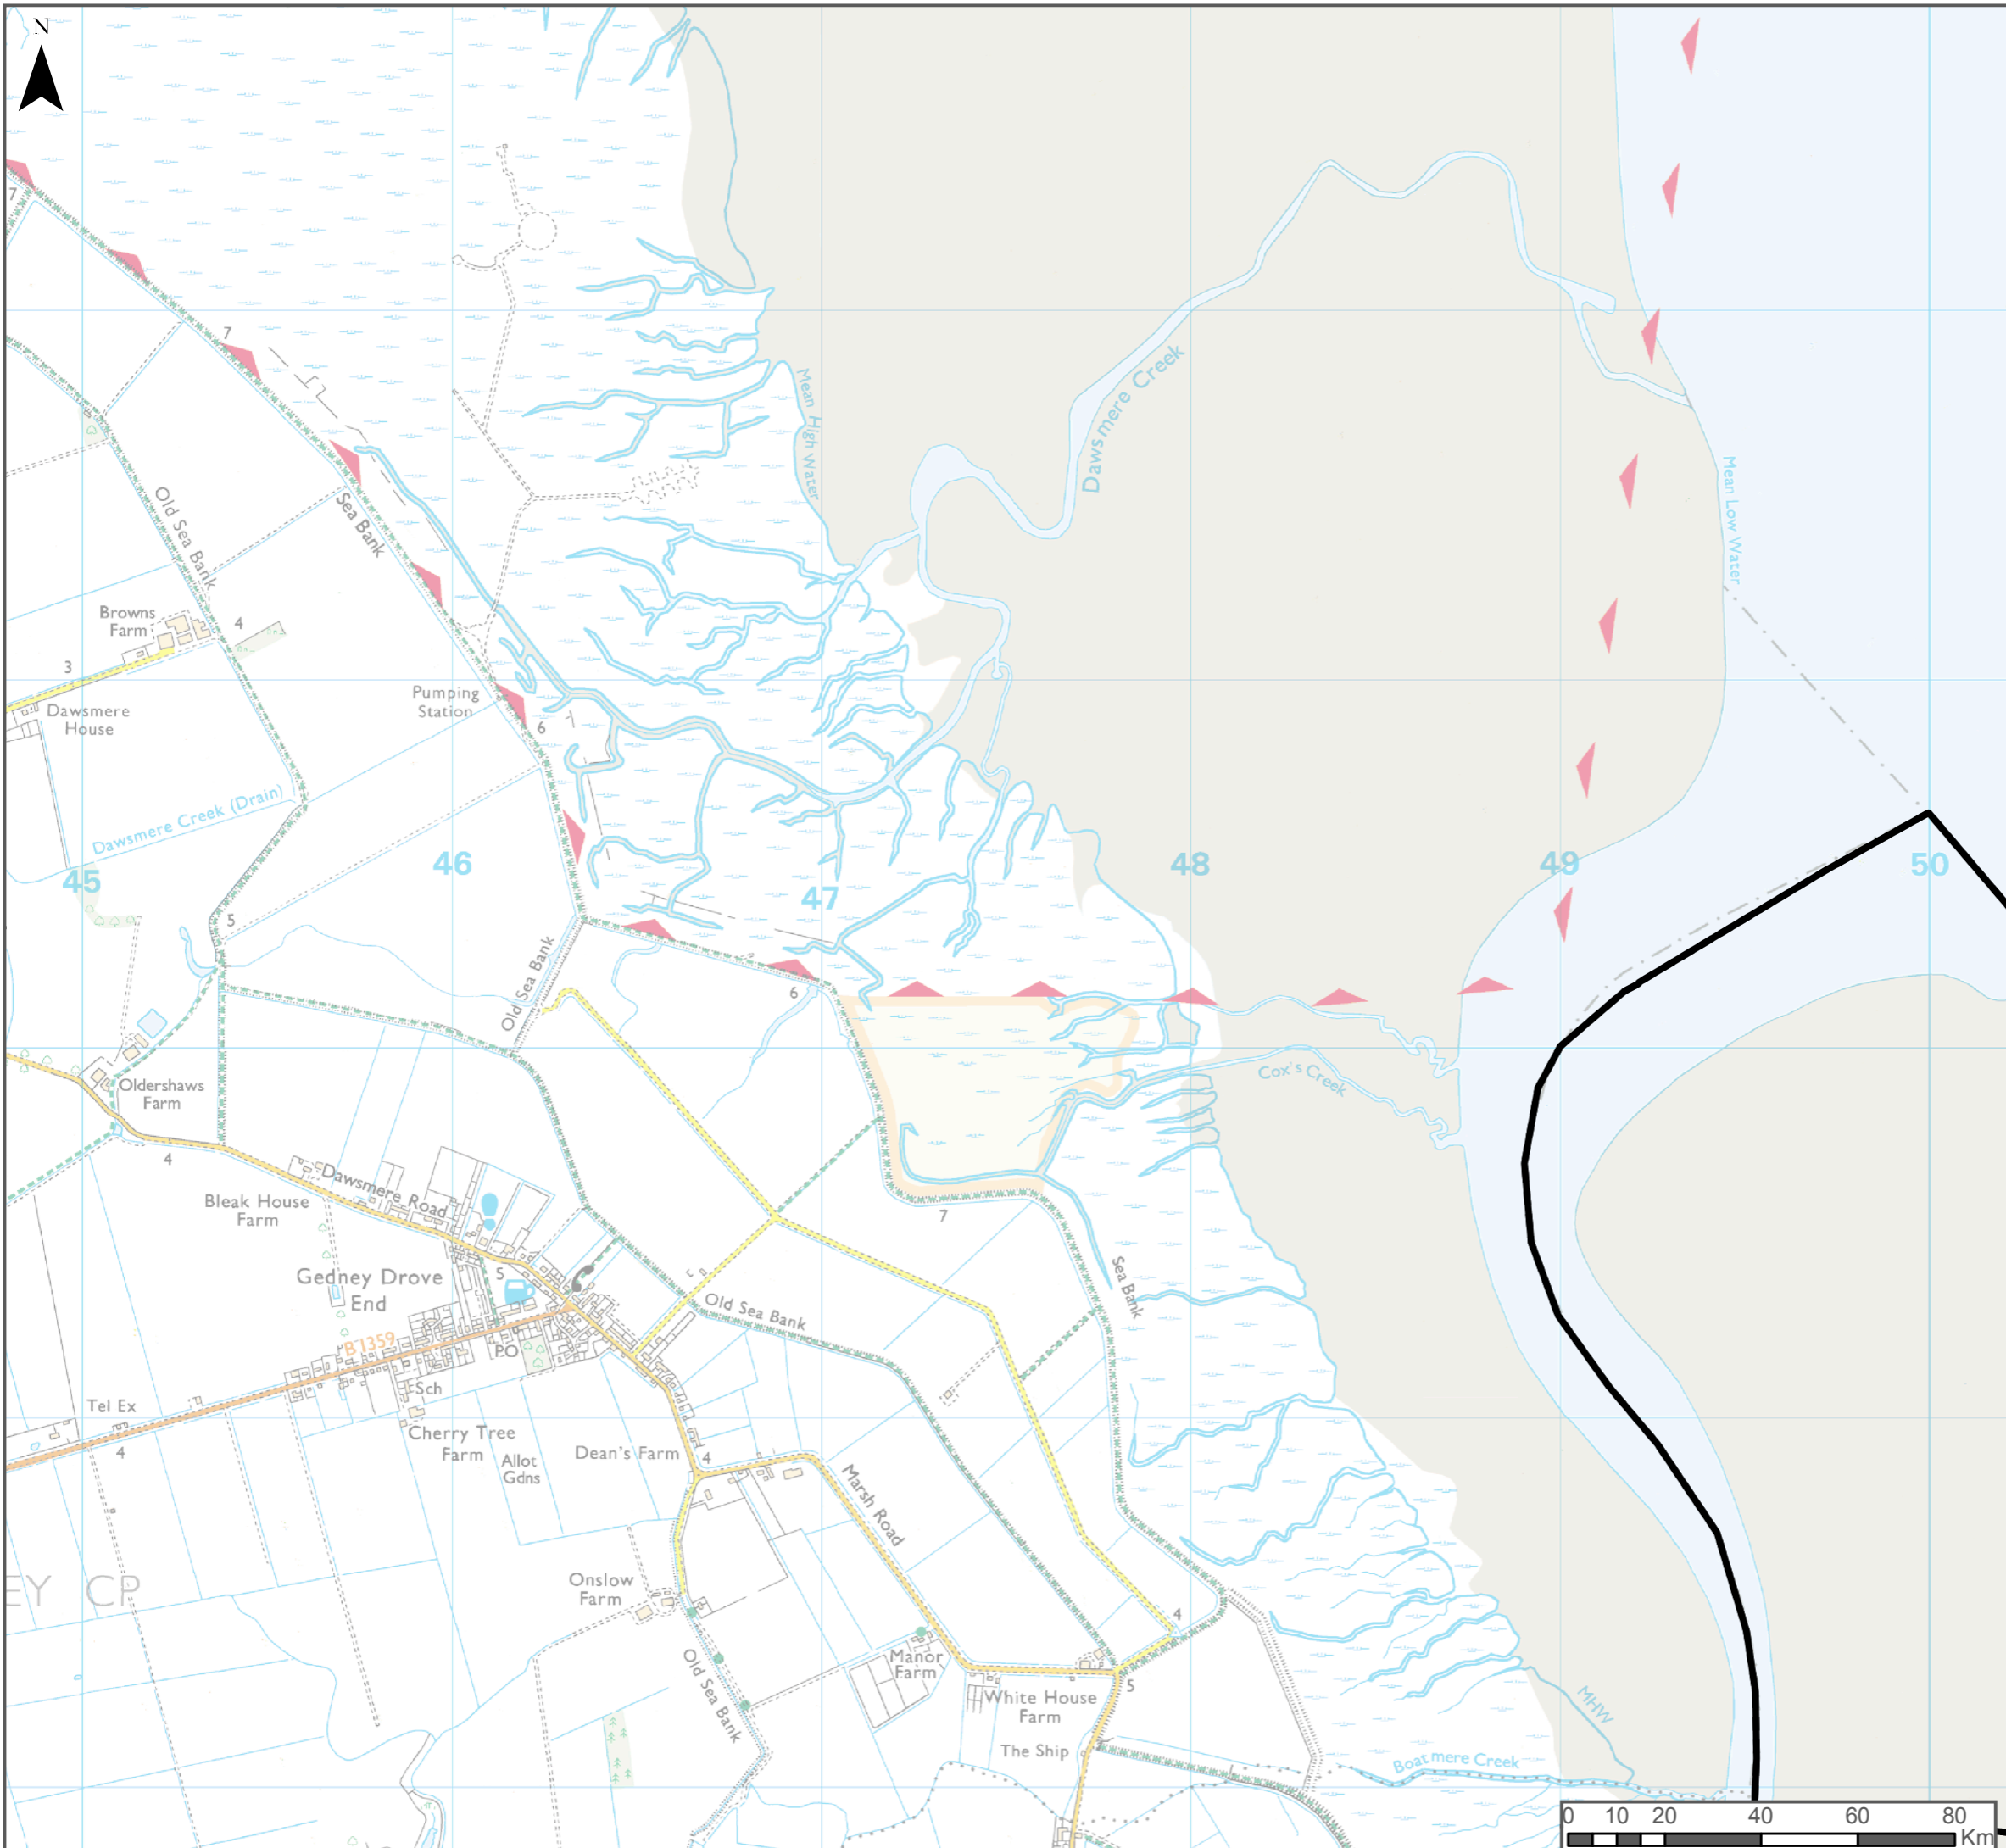 N
7
7
Mean High Water
Dawsmere Creek
Mean Low Water
Old Sea Bank
Sea Bank
Browns
Farm
4
3
Dawsmere
House
Pumping
Station
6
Dawsmere Creek (Drain)
45
46
47
48
49
50
5
Old Sea Bank
6
Oldershaws
Farm
Cox's Creek
4
Dawsmere Road
Bleak House
Farm
7
Sea Bank
Gedney Drove
End
5
Old Sea Bank
B 1359
PO
Sch
Tel Ex
4
Cherry Tree
Farm
Allot
Gdns
Dean's Farm
4
Marsh Road
EY CP
Onslow
Farm
4
Old Sea Bank
Manor
Farm
5
White House
Farm
MHW
The Ship
Boatmere Creek
0 10 20 40 60 80
Km